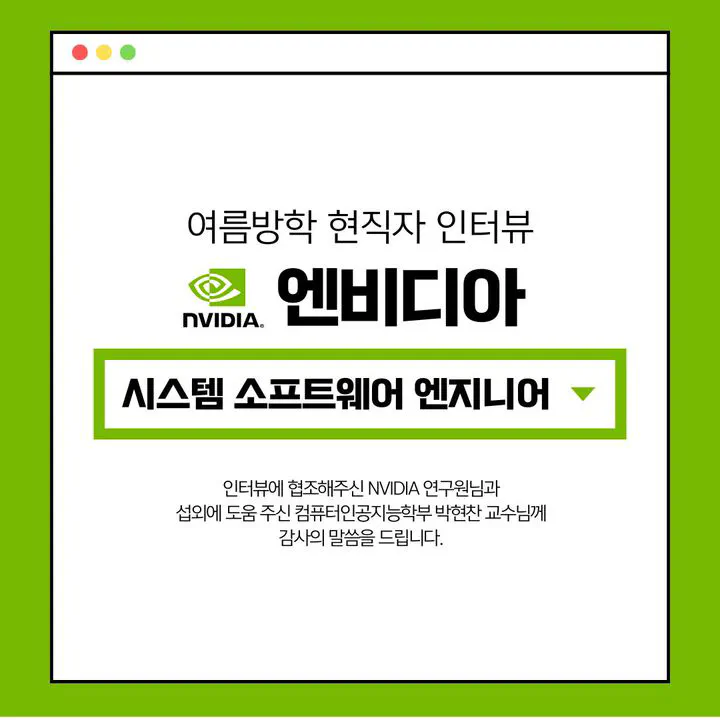 여름방학 현직자 인터뷰
NVIDIA. 엔비디아
시스템 소프트웨어 엔지니어
인터뷰에 협조해주신 NVIDIA 연구원님과
섭외에 도움 주신 컴퓨터인공지능학부 박현찬 교수님께
감사의 말씀을 드립니다.